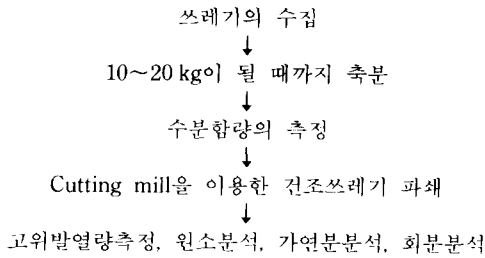 쓰레기의 수집
↓
10~20 kg이 될 때까지 축분
↓
수분함량의 측정
↓
Cutting mill을 이용한 건조쓰레기 파쇄
↓
고위발열량측정, 원소분석, 가연분분석, 회분분석